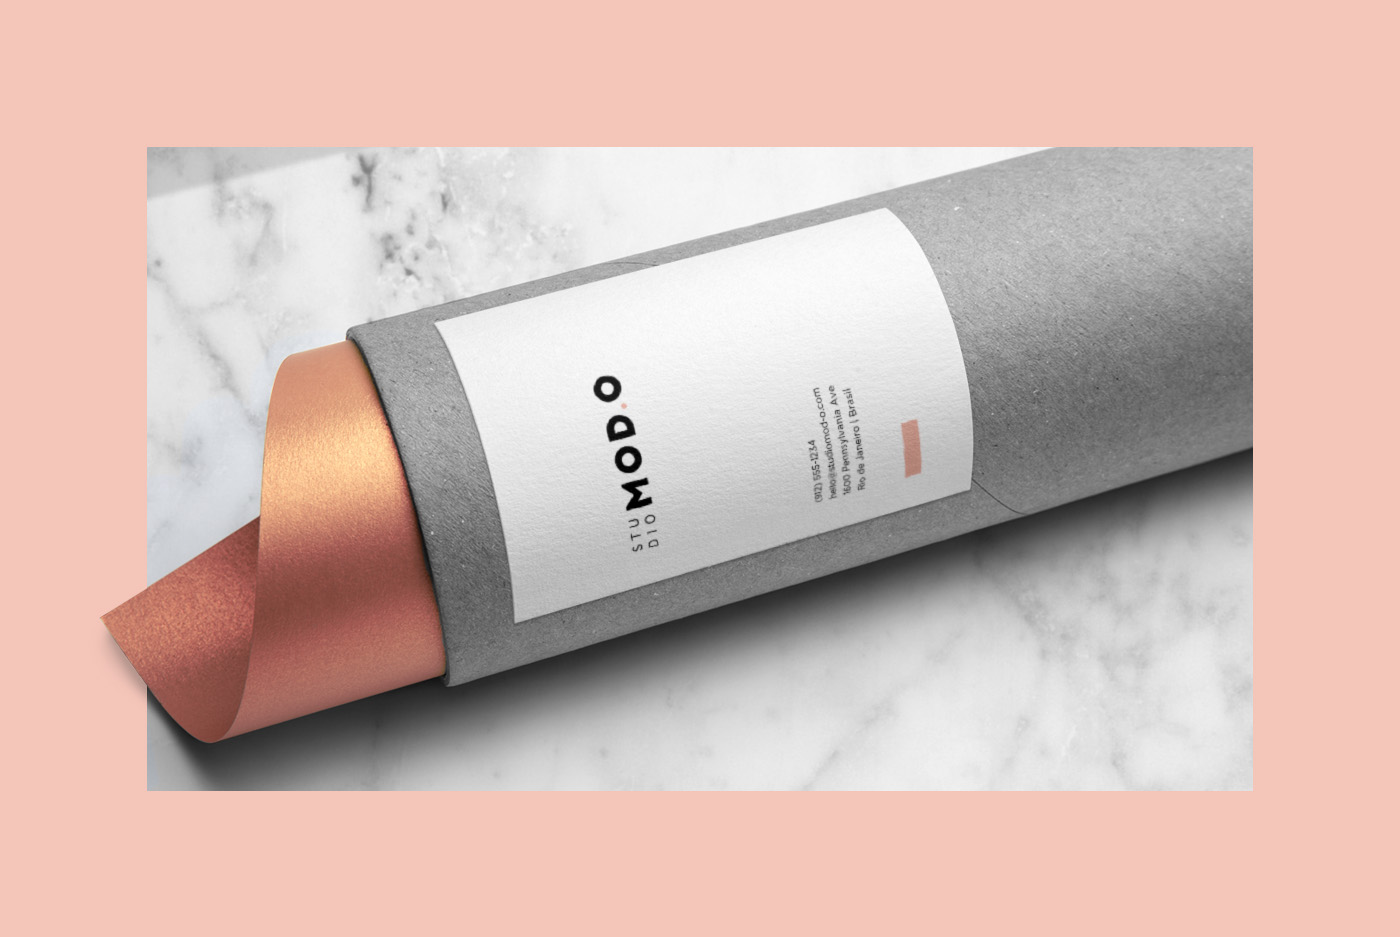 STU
DIO
MOD.O
(912) 555-1234
hello@studiomod-o.com
1600 Pennsylvania Ave
Rio de Janeiro | Brasil